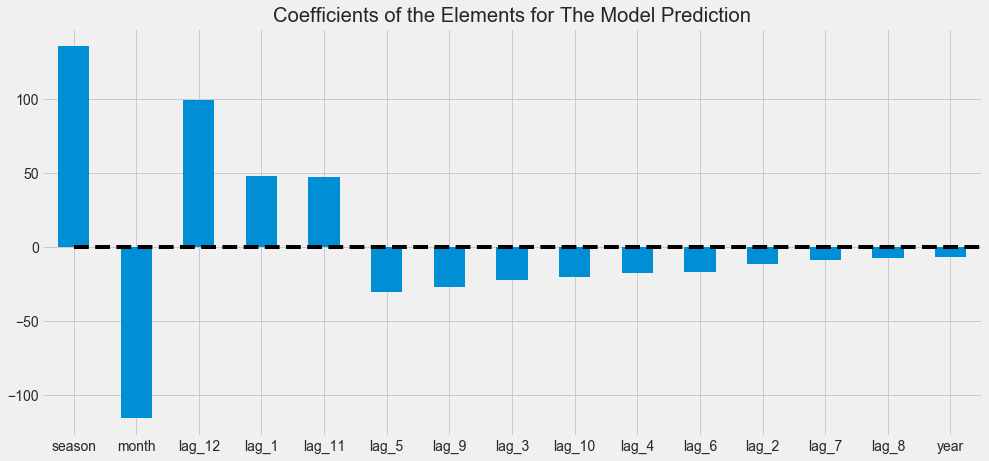 Coefficients of the Elements for The Model Prediction
100
50
0
−50
−100
season month lag_12 lag_1 lag_11 lag_5 lag_9 lag_3 lag_10 lag_4 lag_6 lag_2 lag_7 lag_8 year